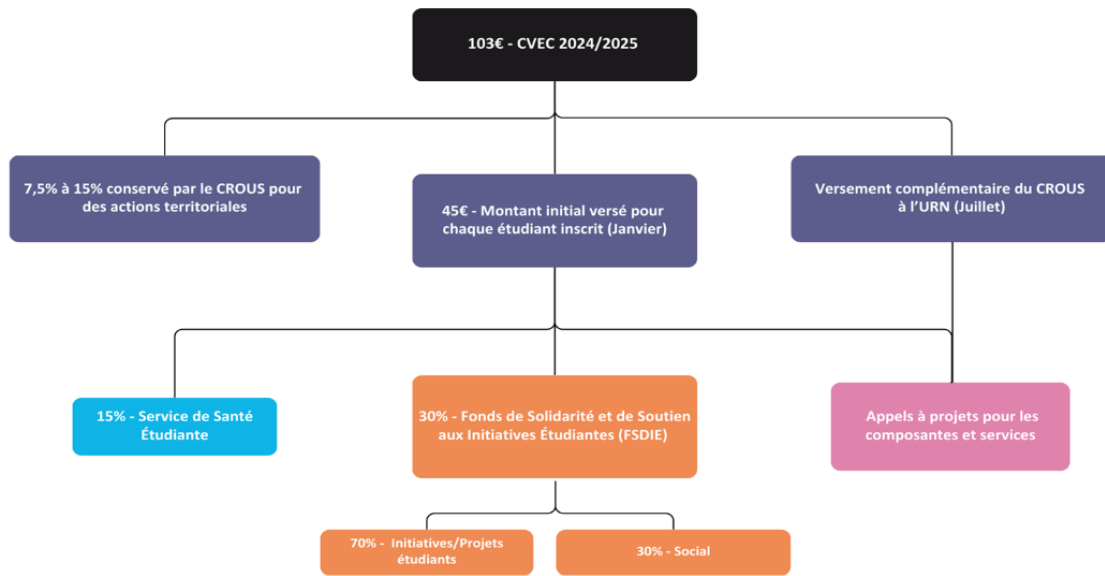 103€ - CVEC 2024/2025
7,5% à 15% conservé par le CROUS pour
des actions territoriales
45€ - Montant initial versé pour
chaque étudiant inscrit (Janvier)
Versement complémentaire du CROUS
à l’URN (Juillet)
15% - Service de Santé
Étudiante
30% - Fonds de Solidarité et de Soutien
aux Initiatives Étudiantes (FSDIE)
Appels à projets pour les
composantes et services
70% - Initiatives/Projets
étudiants
30% - Social